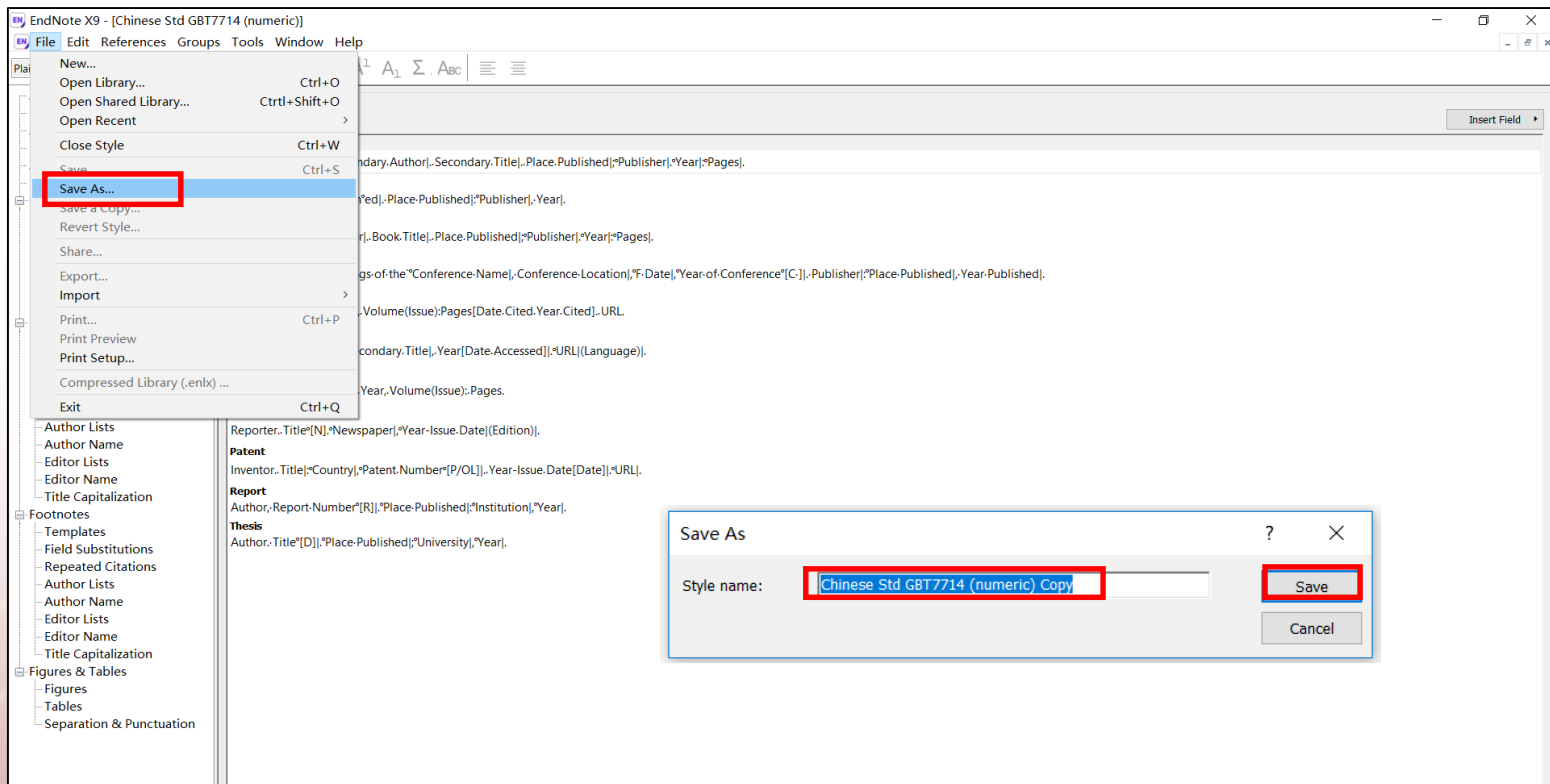 EndNote X9 - [Chinese Std GBT7714 (numeric)]
File Edit References Groups Tools Window Help
Plai
A₁ Σ ABC
New...
Open Library... Ctrl+O
Open Shared Library... Ctrtl+Shift+O
Open Recent
Close Style Ctrl+W
Save Ctrl+S
Save As...
Save a Copy...
Revert Style...
Share...
Export...
Import
Print... Ctrl+P
Print Preview
Print Setup...
Compressed Library (.enlx) ...
Exit Ctrl+Q
Insert Field
ndary·Author|.·Secondary·Title|.·Place·Published|;°Publisher|.°Year|:°Pages|.
n°ed|.·Place·Published|:°Publisher|,·Year|.
r|.·Book·Title|.·Place·Published|;°Publisher|.°Year|:°Pages|.
gs·of·the`°Conference·Name|,·Conference·Location|,°F·Date|,°Year·of·Conference°[C·]|.·Publisher|:°Place·Published|,·Year·Published|.
,·Volume(Issue):Pages[Date·Cited·Year·Cited].·URL.
condary·Title|,·Year[Date·Accessed]|.°URL|(Language)|.
·Year,·Volume(Issue):·Pages.
Reporter.·Title°[N].°Newspaper|,°Year-Issue·Date|(Edition)|.
Patent
Inventor.·Title|:°Country|,°Patent·Number°[P/OL]|.·Year-Issue·Date[Date]|.°URL|.
Report
Author,·Report·Number°[R]|.°Place·Published|:°Institution|,°Year|.
Thesis
Author.·Title°[D]|.°Place·Published|;°University|,°Year|.
Author Lists
Author Name
Editor Lists
Editor Name
Title Capitalization
Footnotes
Templates
Field Substitutions
Repeated Citations
Author Lists
Author Name
Editor Lists
Editor Name
Title Capitalization
Figures & Tables
Figures
Tables
Separation & Punctuation
Save As ?
Style name: Chinese Std GBT7714 (numeric) Copy Save
Cancel